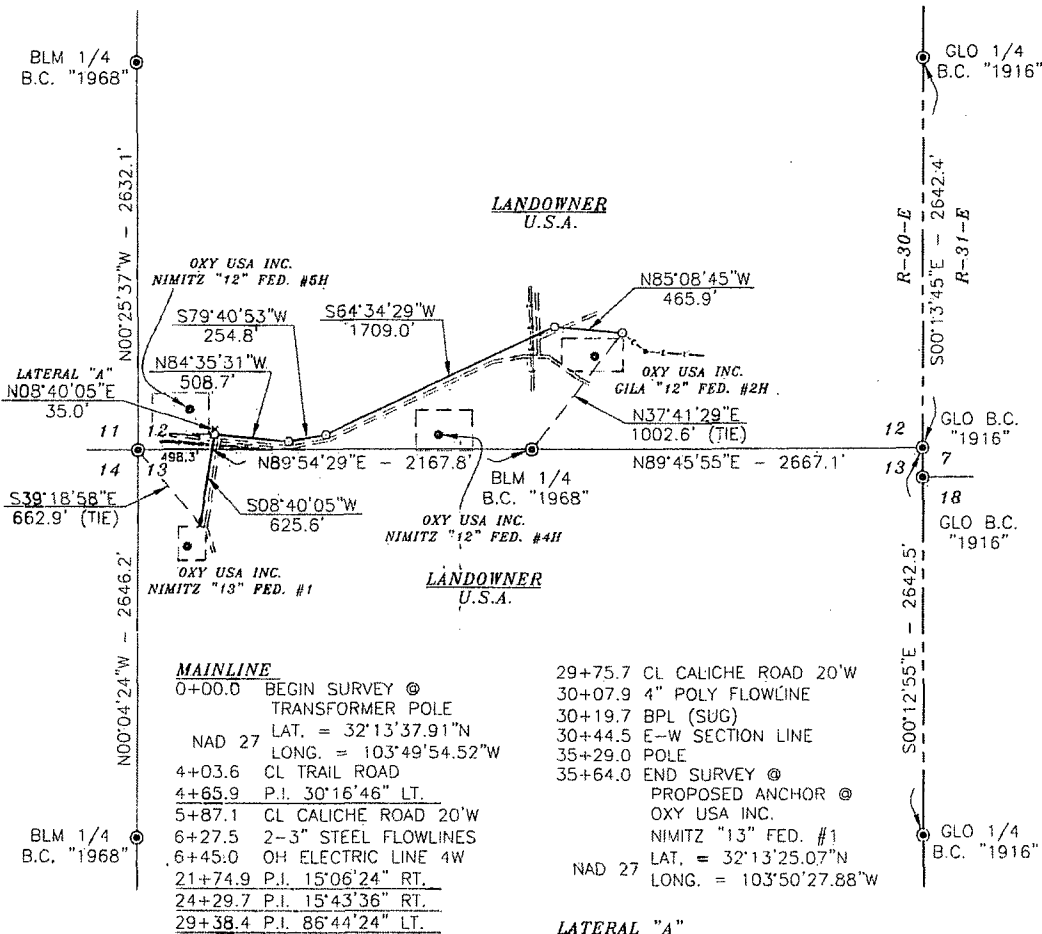 BLM 1/4
B.C. "1968"
GLO 1/4
B.C. "1916"
N00°25'37"W - 2632.1'
S00°13'45"E - 2642.4'
R-30-E
R-31-E
LANDOWNER
U.S.A.
OXY USA INC.
NIMITZ "12" FED. #5H
N85°08'45"W
465.9'
S79°40'53"W
254.8'
S64°34'29"W
1709.0'
N84°35'31"W
508.7'
LATERAL "A"
N08°40'05"E
35.0'
OXY USA INC.
GILA "12" FED. #2H
N37°41'29"E
1002.6' (TIE)
11
12
14
13
498.3'
N89°54'29"E - 2167.8'
BLM 1/4
B.C. "1968"
N89°45'55"E - 2667.1'
12
13
GLO B.C.
"1916"
7
18
GLO B.C.
"1916"
S39°18'58"E
662.9' (TIE)
S08°40'05"W
625.6'
OXY USA INC.
NIMITZ "12" FED. #4H
OXY USA INC.
NIMITZ "13" FED. #1
LANDOWNER
U.S.A.
N00°04'24"W - 2646.2'
S00°12'55"E - 2642.5'
BLM 1/4
B.C. "1968"
GLO 1/4
B.C. "1916"
MAINLINE
0+00.0 BEGIN SURVEY @
TRANSFORMER POLE
NAD 27 LAT. = 32°13'37.91"N
LONG. = 103°49'54.52"W
4+03.6 CL TRAIL ROAD
4+65.9 P.I. 30°16'46" LT.
5+87.1 CL CALICHE ROAD 20'W
6+27.5 2-3" STEEL FLOWLINES
6+45.0 OH ELECTRIC LINE 4W
21+74.9 P.I. 15°06'24" RT.
24+29.7 P.I. 15°43'36" RT.
29+38.4 P.I. 86°44'24" LT.
29+75.7 CL CALICHE ROAD 20'W
30+07.9 4" POLY FLOWLINE
30+19.7 BPL (SUG)
30+44.5 E-W SECTION LINE
35+29.0 POLE
35+64.0 END SURVEY @
PROPOSED ANCHOR @
OXY USA INC.
NIMITZ "13" FED. #1
NAD 27 LAT. = 32°13'25.07"N
LONG. = 103°50'27.88"W
LATERAL "A"